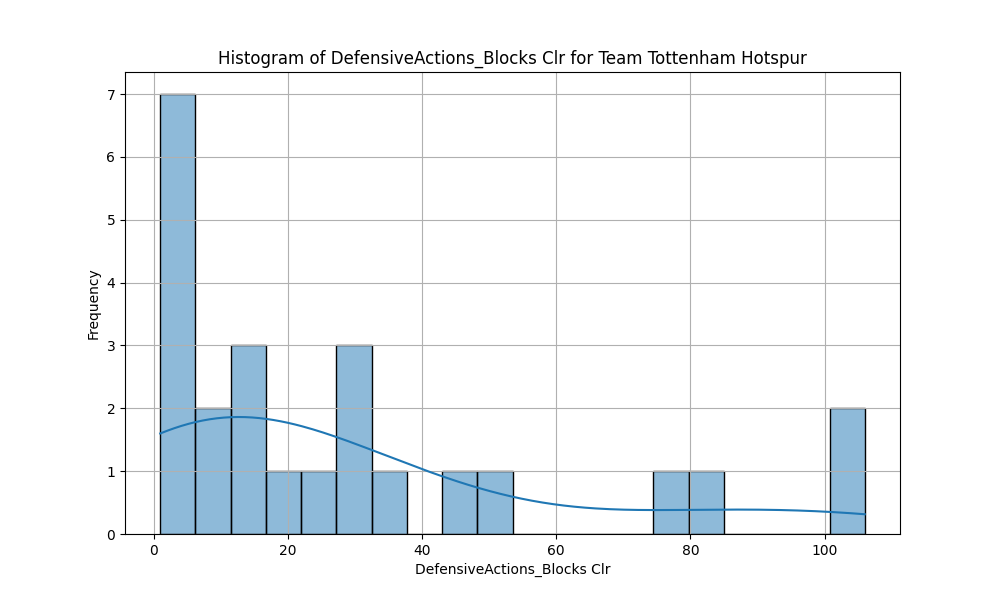 Histogram of DefensiveActions_Blocks Clr for Team Tottenham Hotspur
7
6
5
4
3
2
1
0
Frequency
0 20 40 60 80 100
DefensiveActions_Blocks Clr